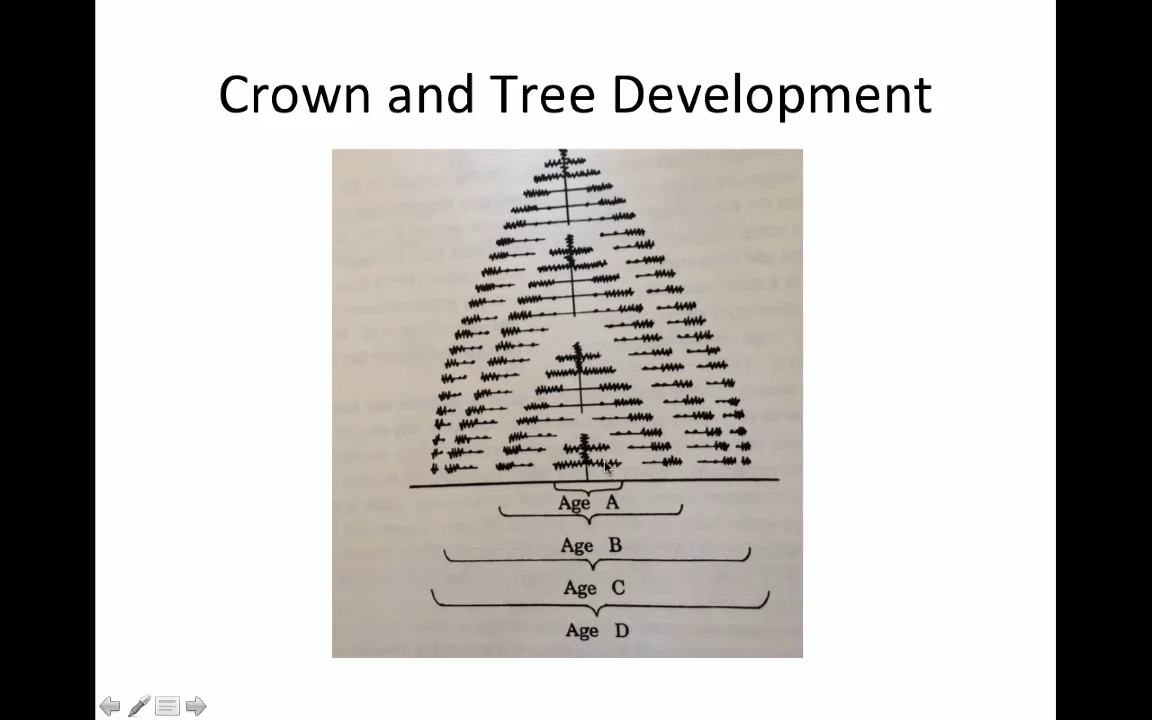 Crown and Tree Development
Age A
Age B
Age C
Age D